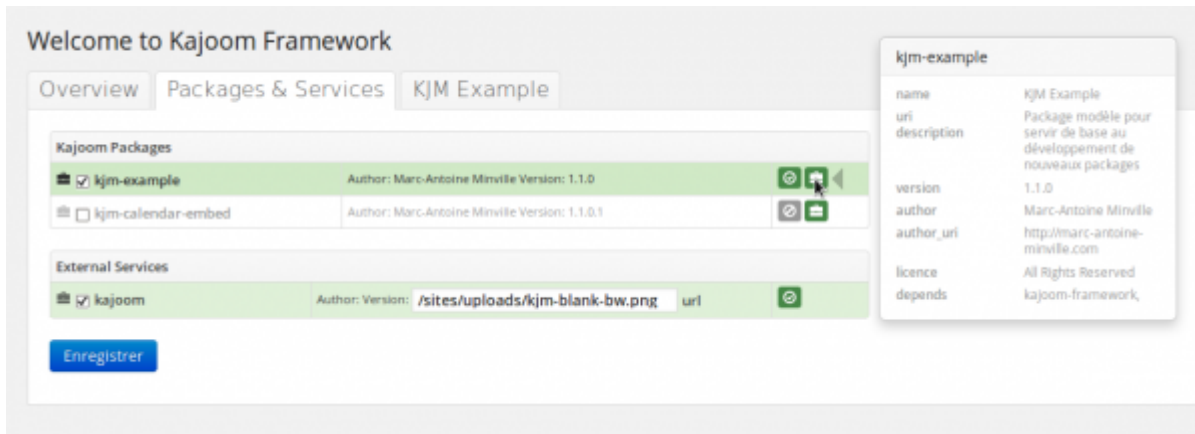 Welcome to Kajoom Framework
Overview
Packages & Services
KJM Example
Kajoom Packages
kjm-example
Author: Marc-Antoine Minville Version: 1.1.0
kjm-calendar-embed
Author: Marc-Antoine Minville Version: 1.1.0.1
External Services
kajoom
Author: Version: /sites/uploads/kjm-blank-bw.png url
Enregistrer
kjm-example
name KJM Example
uri Package modèle pour
description servir de base au
développement de
nouveaux packages
version 1.1.0
author Marc-Antoine Minville
author_uri http://marc-antoine-
minville.com
licence All Rights Reserved
depends kajoom-framework,